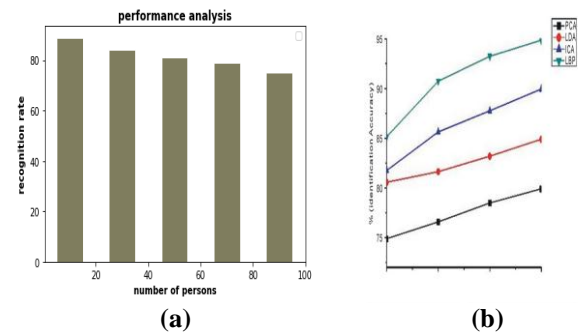 performance analysis
recognition rate
80
60
40
20
0
20 40 60 80 100
number of persons
(a)
PCA
LDA
ICA
LBP
% (identification Accuracy)
95
90
85
80
75
(b)